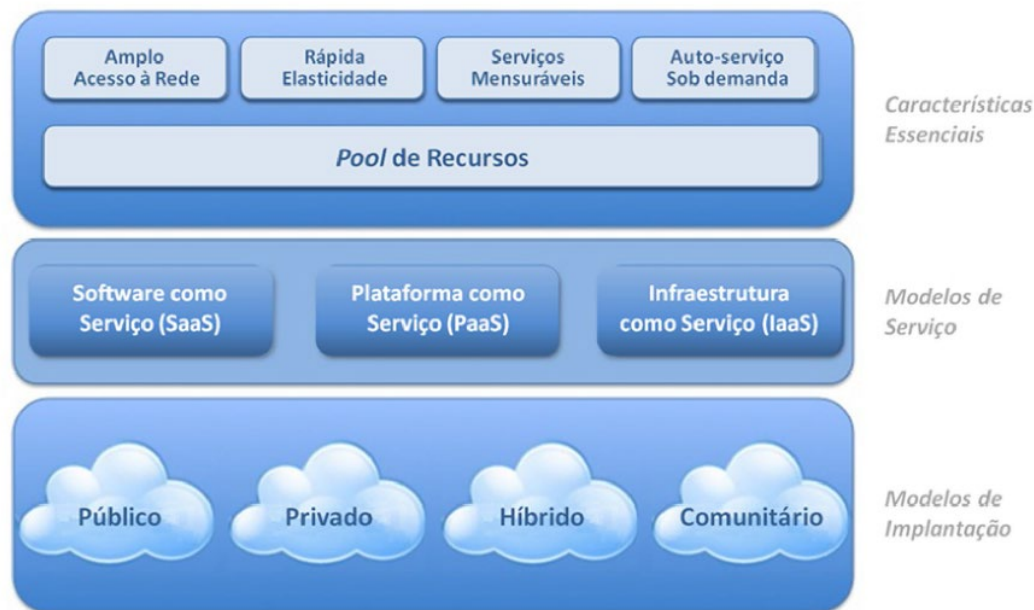 Amplo
Acesso à Rede
Rápida
Elasticidade
Serviços
Mensuráveis
Auto-serviço
Sob demanda
Pool de Recursos
Características
Essenciais
Software como
Serviço (SaaS)
Plataforma como
Serviço (PaaS)
Infraestrutura
como Serviço (IaaS)
Modelos de
Serviço
Público
Privado
Híbrido
Comunitário
Modelos de
Implantação